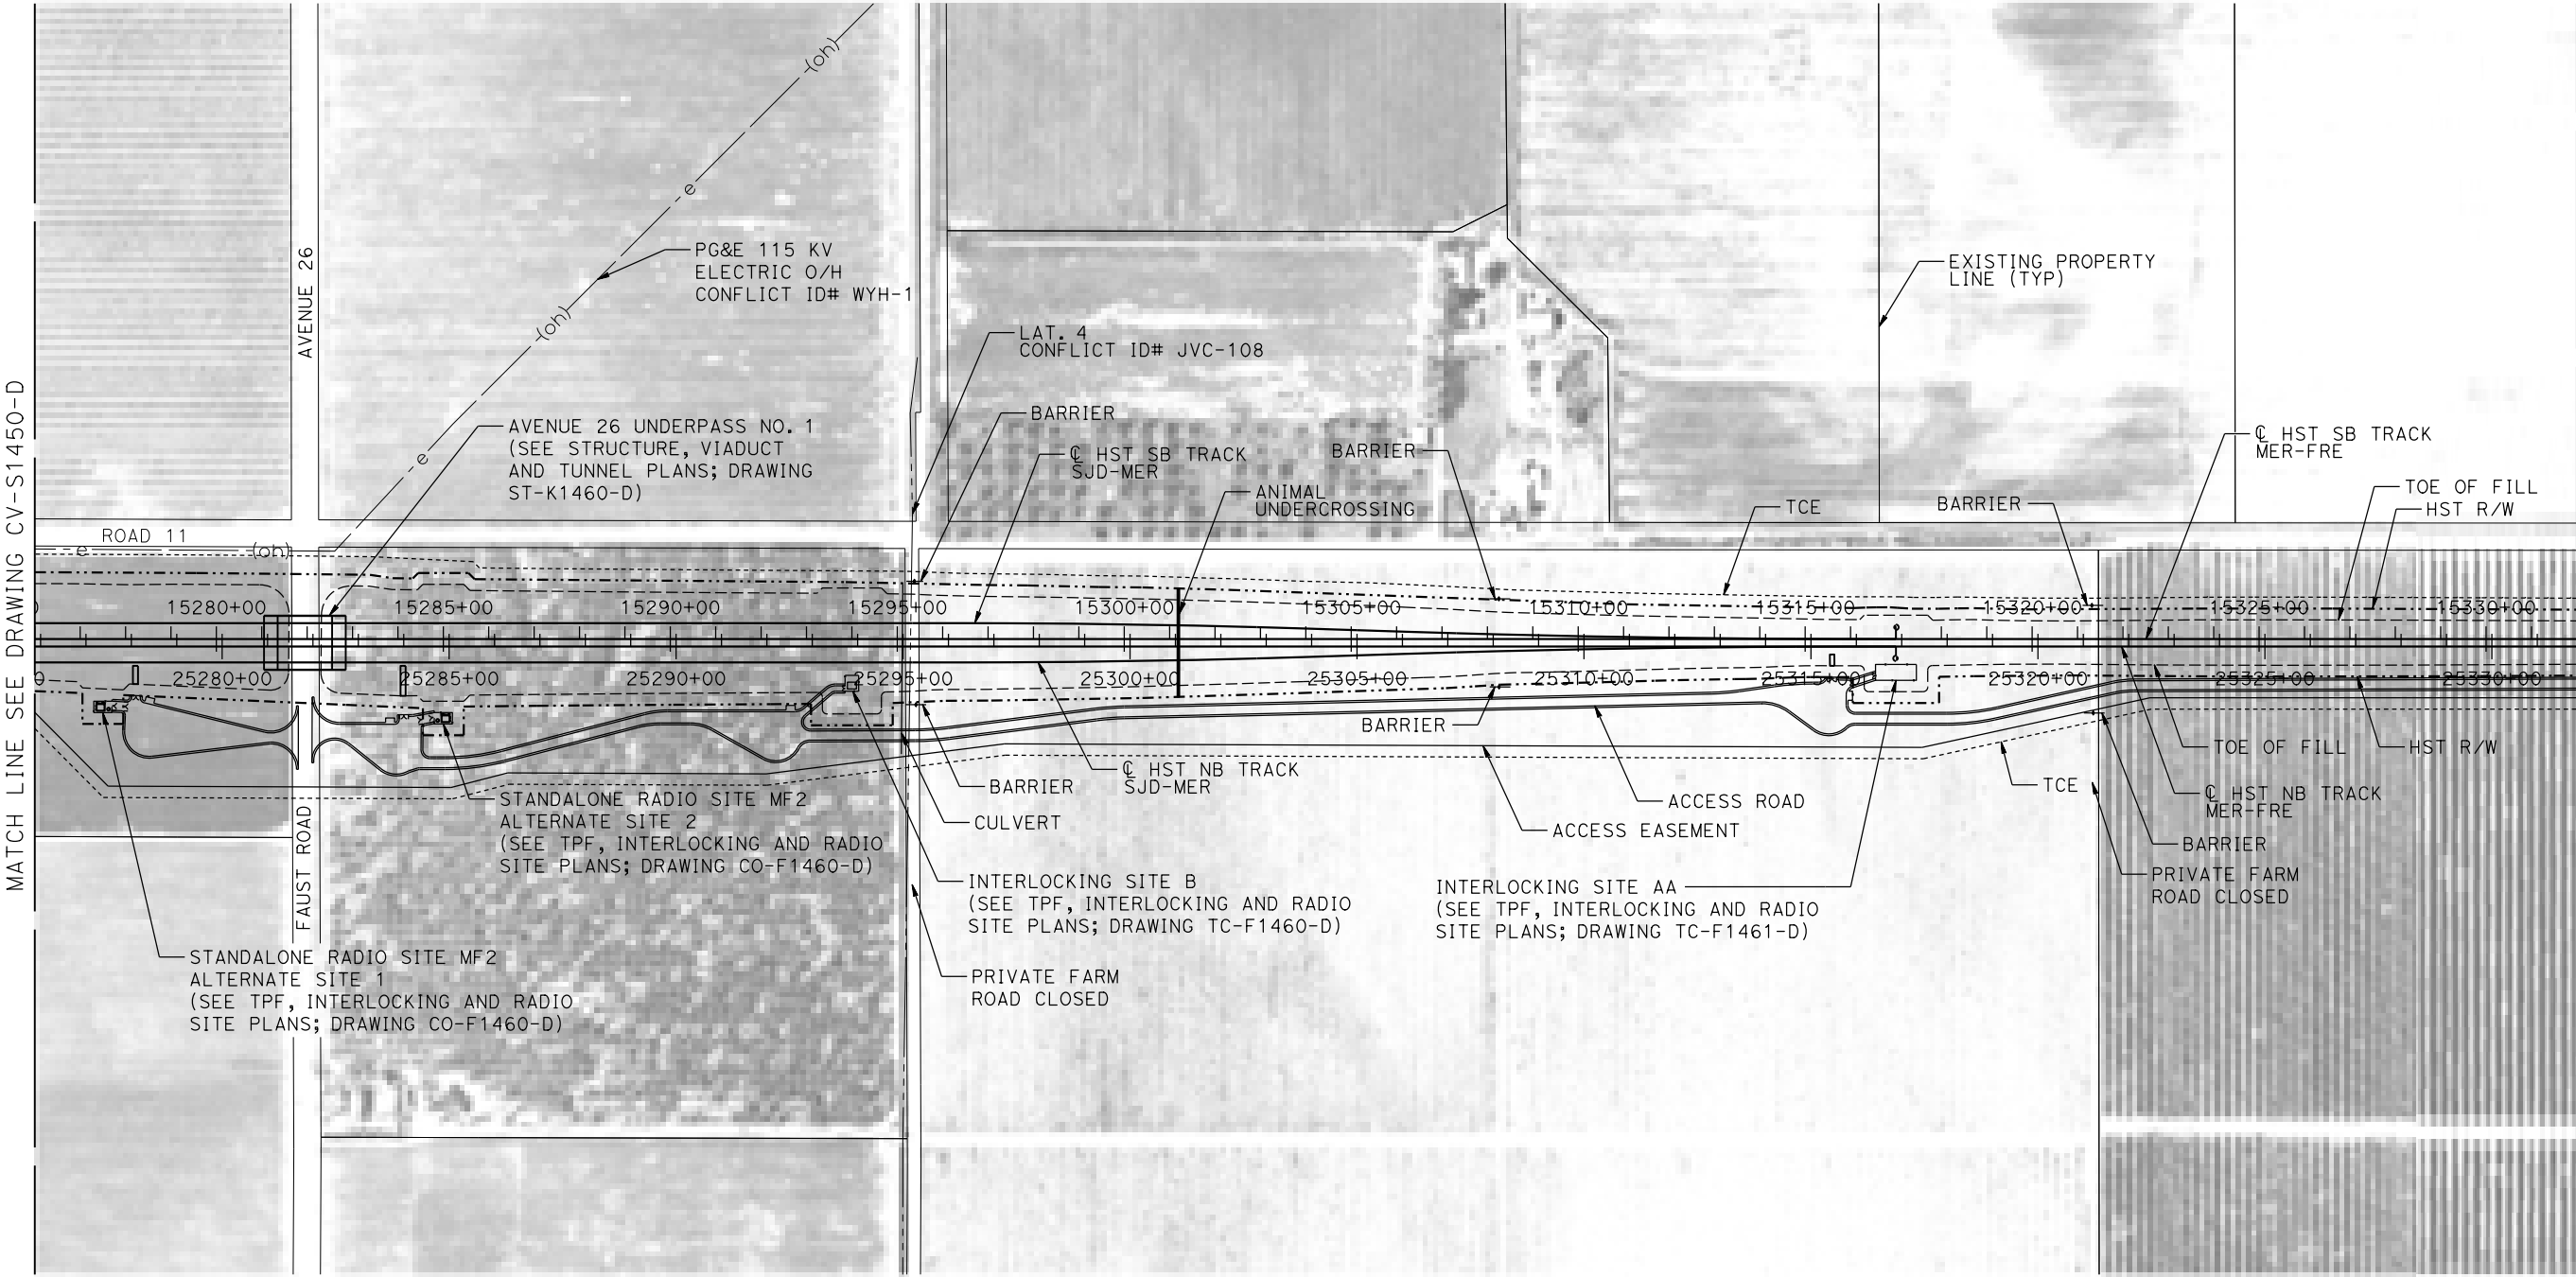 (oh)
e
AVENUE 26
PG&E 115 KV
ELECTRIC O/H
CONFLICT ID# WYH-1
EXISTING PROPERTY
LINE (TYP)
(oh)
LAT. 4
CONFLICT ID# JVC-108
MATCH LINE SEE DRAWING CV-S1450-D
AVENUE 26 UNDERPASS NO. 1
(SEE STRUCTURE, VIADUCT
AND TUNNEL PLANS; DRAWING
ST-K1460-D)
e
BARRIER
℄ HST SB TRACK
SJD-MER
BARRIER
ANIMAL
UNDERCROSSING
TCE
BARRIER
℄ HST SB TRACK
MER-FRE
TOE OF FILL
HST R/W
ROAD 11
e
(oh)
15280+00
15285+00
15290+00
15295+00
15300+00
15305+00
15310+00
15315+00
15320+00
15325+00
15330+00
25280+00
25285+00
25290+00
25295+00
25300+00
25305+00
25310+00
25315+00
25320+00
25325+00
25330+00
BARRIER
TOE OF FILL
HST R/W
℄ HST NB TRACK
SJD-MER
BARRIER
CULVERT
TCE
℄ HST NB TRACK
MER-FRE
BARRIER
PRIVATE FARM
ROAD CLOSED
ACCESS ROAD
ACCESS EASEMENT
STANDALONE RADIO SITE MF2
ALTERNATE SITE 2
(SEE TPF, INTERLOCKING AND RADIO
SITE PLANS; DRAWING CO-F1460-D)
FAUST ROAD
INTERLOCKING SITE B
(SEE TPF, INTERLOCKING AND RADIO
SITE PLANS; DRAWING TC-F1460-D)
INTERLOCKING SITE AA
(SEE TPF, INTERLOCKING AND RADIO
SITE PLANS; DRAWING TC-F1461-D)
STANDALONE RADIO SITE MF2
ALTERNATE SITE 1
(SEE TPF, INTERLOCKING AND RADIO
SITE PLANS; DRAWING CO-F1460-D)
PRIVATE FARM
ROAD CLOSED